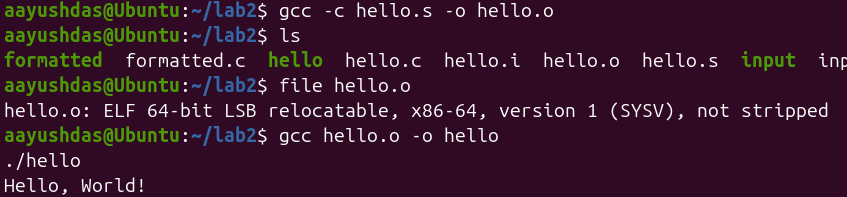 aayushdas@Ubuntu:~/lab2$ gcc -c hello.s -o hello.o
aayushdas@Ubuntu:~/lab2$ ls
formatted  formatted.c  hello  hello.c  hello.i  hello.o  hello.s  input
aayushdas@Ubuntu:~/lab2$ file hello.o
hello.o: ELF 64-bit LSB relocatable, x86-64, version 1 (SYSV), not stripped
aayushdas@Ubuntu:~/lab2$ gcc hello.o -o hello
./hello
Hello, World!